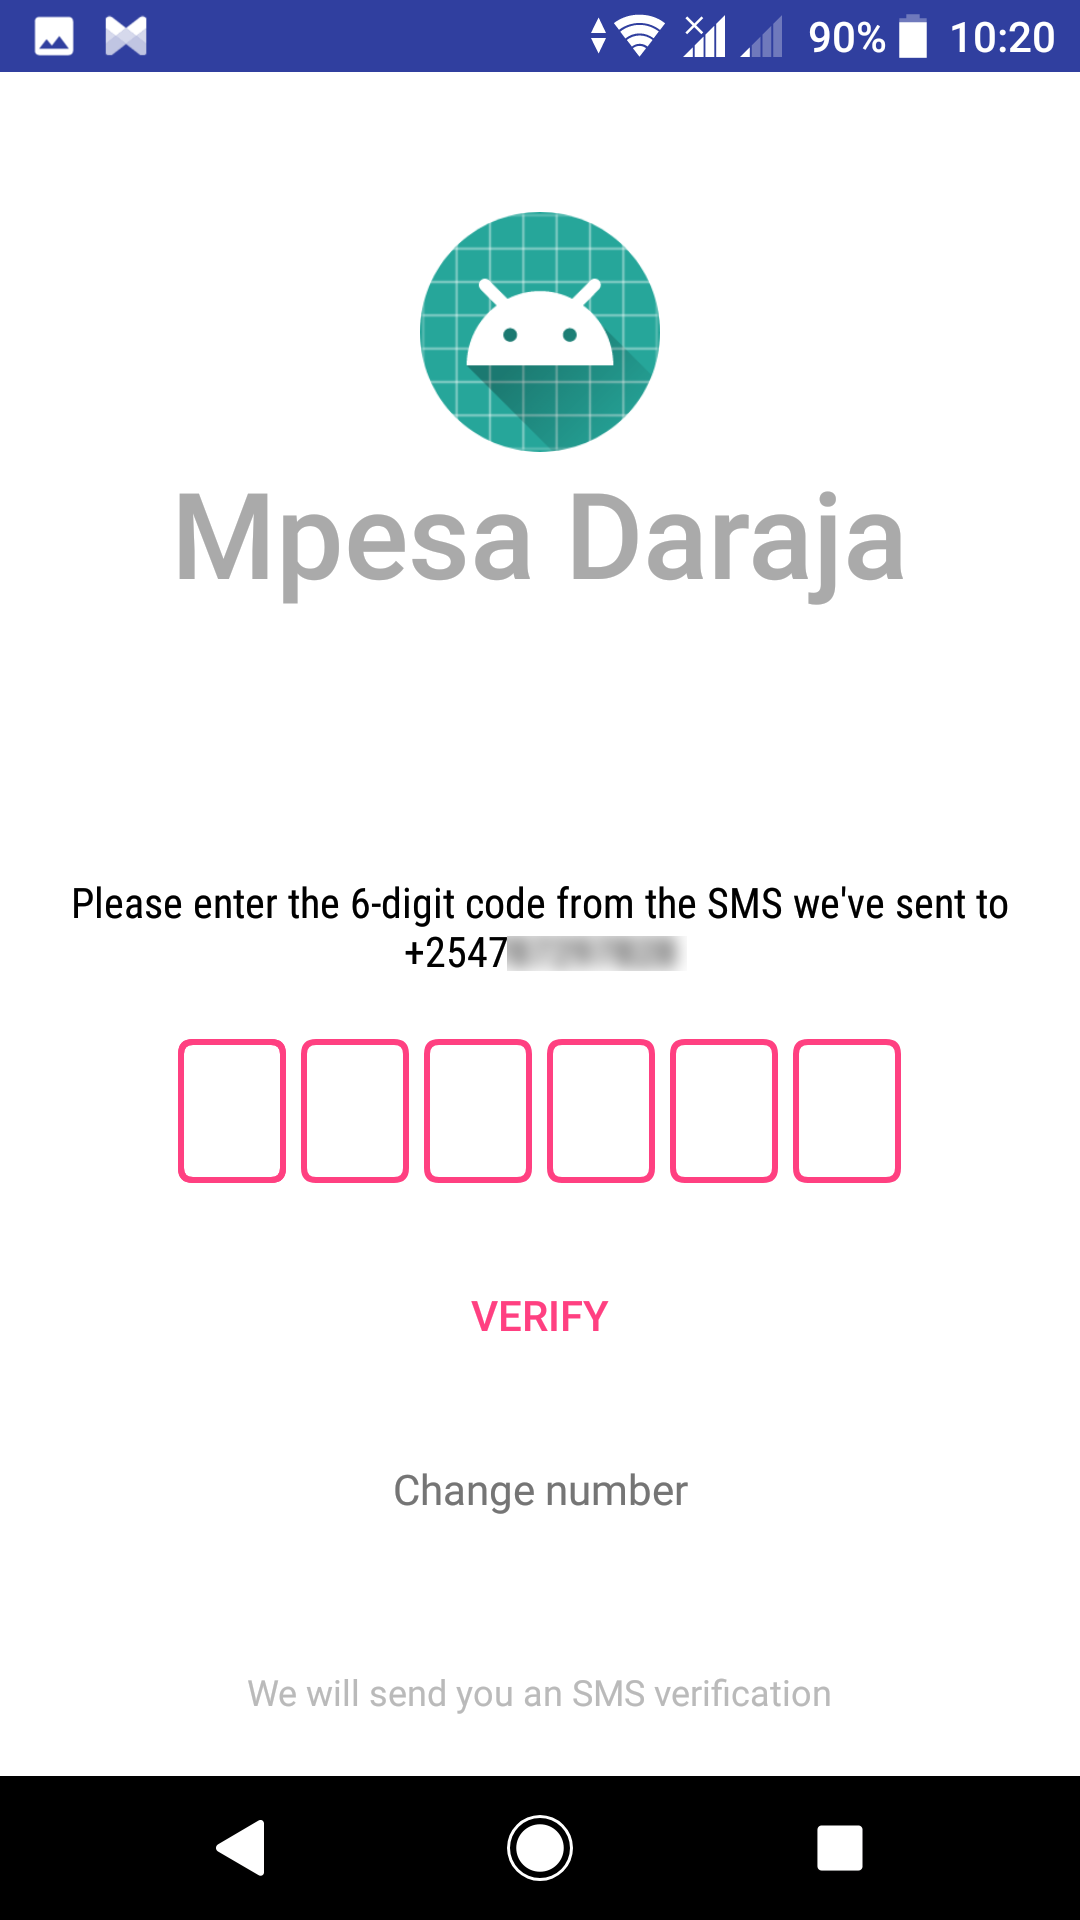 90% 10:20
Mpesa Daraja
Please enter the 6-digit code from the SMS we've sent to
+2547
VERIFY
Change number
We will send you an SMS verification